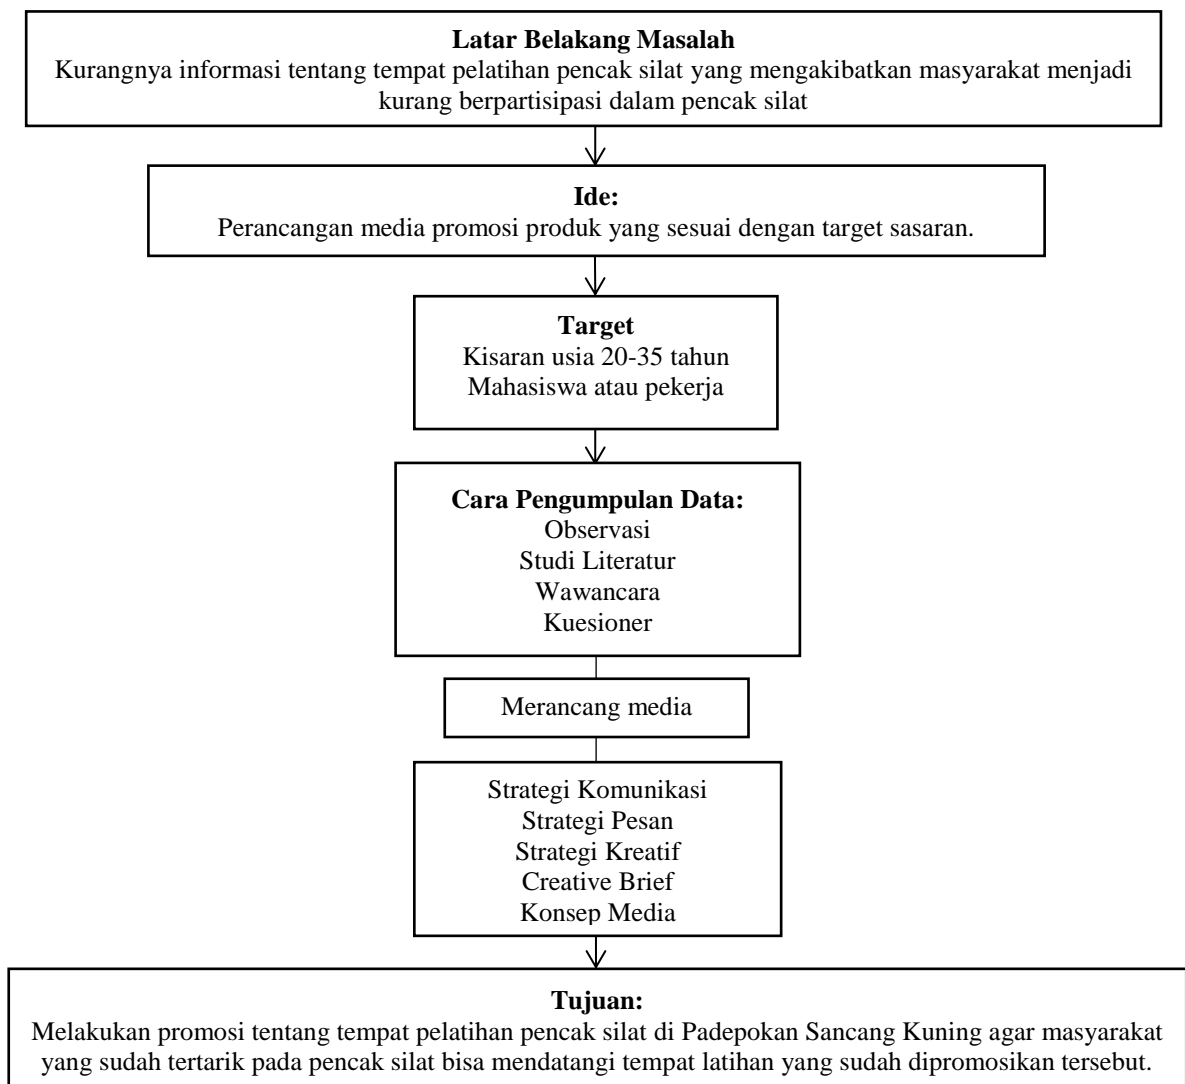 Latar Belakang Masalah
Kurangnya informasi tentang tempat pelatihan pencak silat yang mengakibatkan masyarakat menjadi
kurang berpartisipasi dalam pencak silat
Ide:
Perancangan media promosi produk yang sesuai dengan target sasaran.
Target
Kisaran usia 20-35 tahun
Mahasiswa atau pekerja
Cara Pengumpulan Data:
Observasi
Studi Literatur
Wawancara
Kuesioner
Merancang media
Strategi Komunikasi
Strategi Pesan
Strategi Kreatif
Creative Brief
Konsep Media
Tujuan:
Melakukan promosi tentang tempat pelatihan pencak silat di Padepokan Sancang Kuning agar masyarakat
yang sudah tertarik pada pencak silat bisa mendatangi tempat latihan yang sudah dipromosikan tersebut.